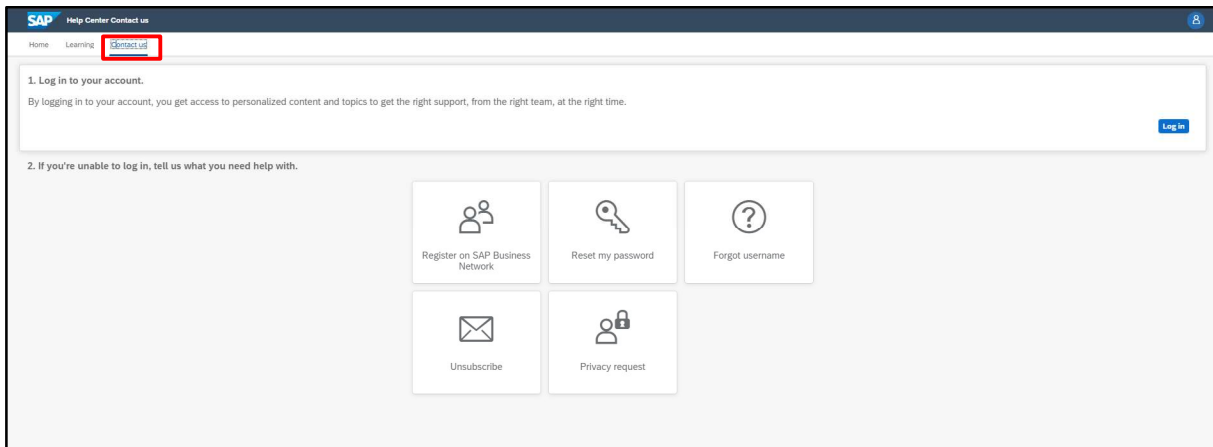 SAP Help Center Contact us
Home Learning Contact us
1. Log in to your account.
By logging in to your account, you get access to personalized content and topics to get the right support, from the right team, at the right time.
Log in
2. If you're unable to log in, tell us what you need help with.
Register on SAP Business
Network
Reset my password
Forgot username
Unsubscribe
Privacy request